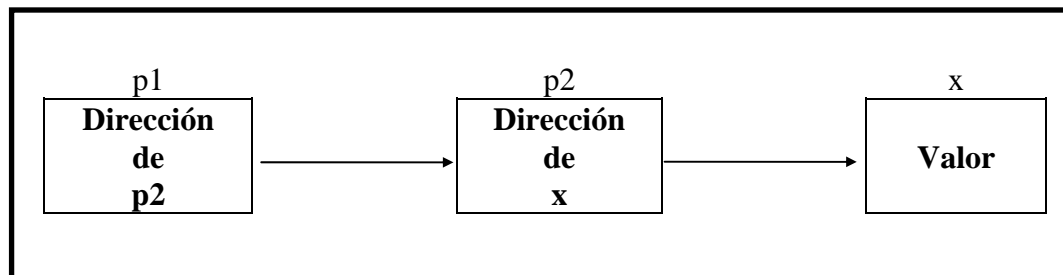 p1
Dirección
de
p2
p2
Dirección
de
x
x
Valor